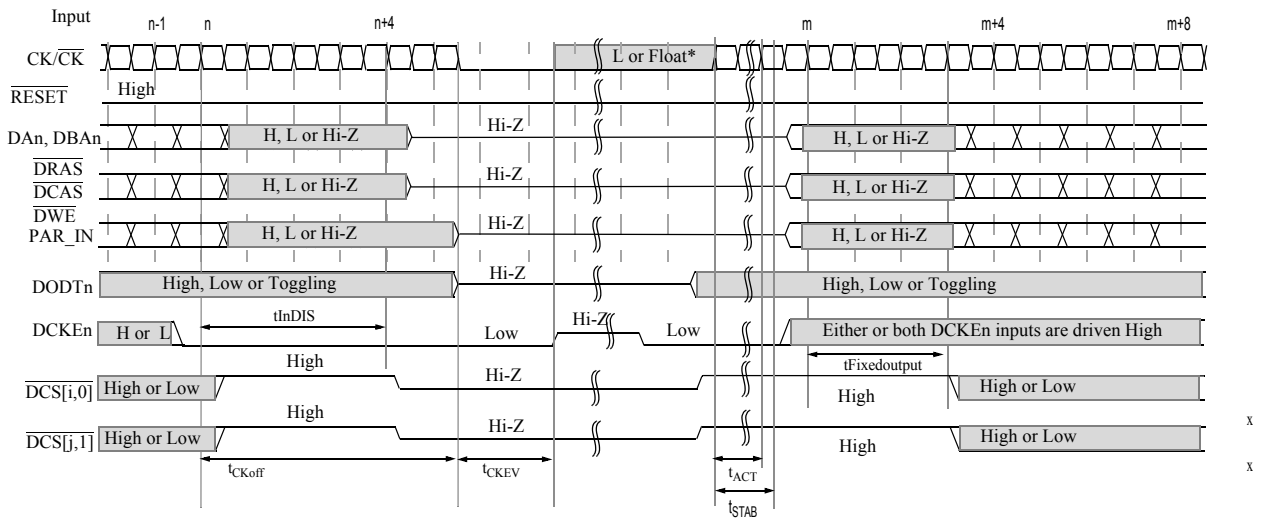 Input
n-1 n n+4 m m+4 m+8
CK/CK L or Float*
RESET High
DAn, DBAn H, L or Hi-Z Hi-Z H, L or Hi-Z
DRAS
DCAS H, L or Hi-Z Hi-Z H, L or Hi-Z
DWE
PAR_IN H, L or Hi-Z Hi-Z H, L or Hi-Z
DODTn High, Low or Toggling Hi-Z High, Low or Toggling
DCKEn H or L tInDIS Low Hi-Z Low Either or both DCKEn inputs are driven High
tFixedoutput
DCS[i,0] High or Low High Hi-Z High High or Low
DCS[j,1] High or Low High Hi-Z High High or Low
x
tCKoff tCKEV tACT
x
tSTAB